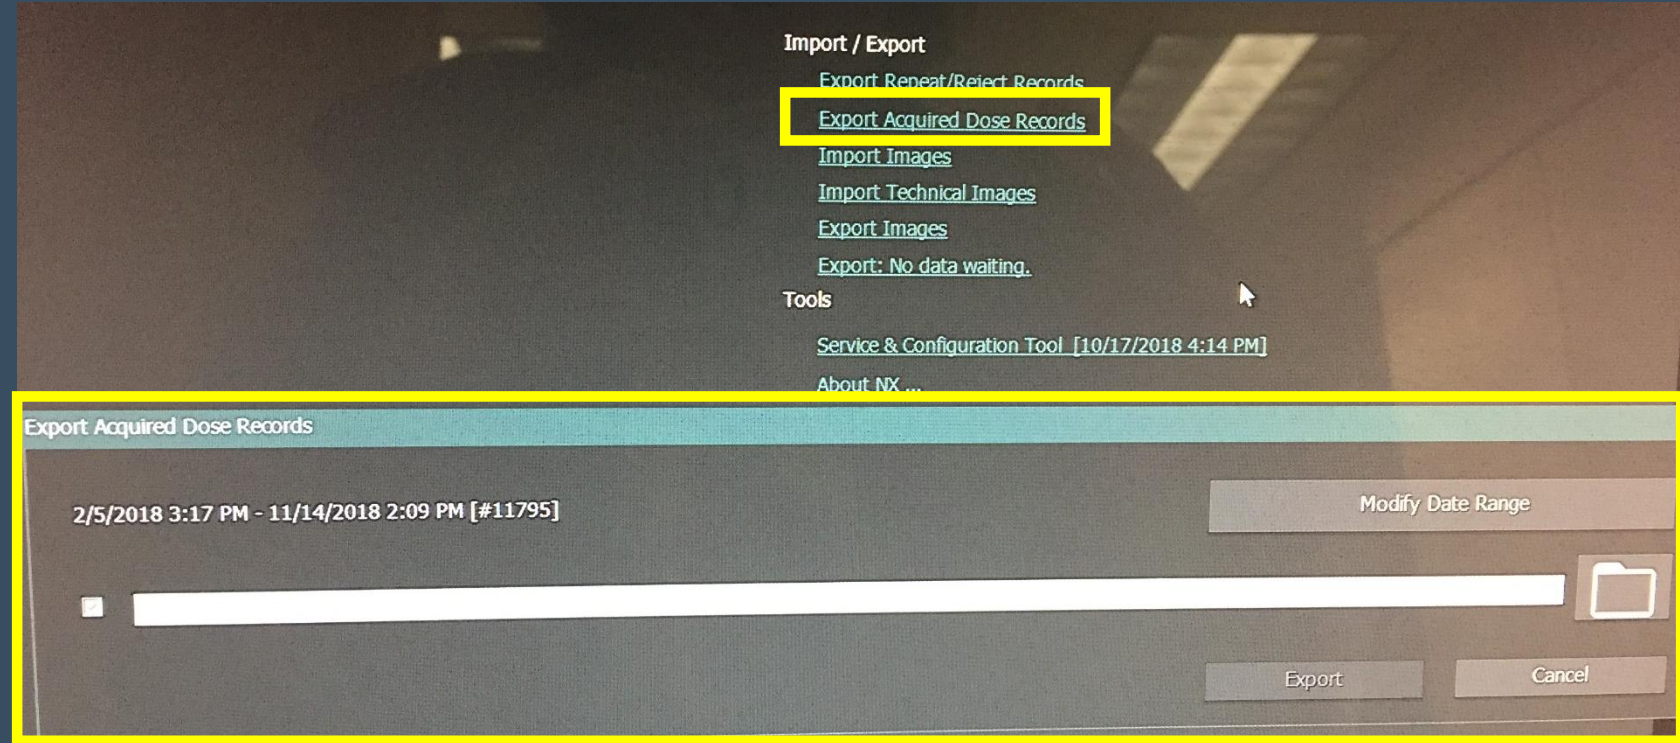 Import / Export
Export Repeat/Reject Records
Export Acquired Dose Records
Import Images
Import Technical Images
Export Images
Export: No data waiting.
Tools
Service & Configuration Tool [10/17/2018 4:14 PM]
About NX ...
Export Acquired Dose Records
2/5/2018 3:17 PM - 11/14/2018 2:09 PM [#11795]
Modify Date Range
Export
Cancel